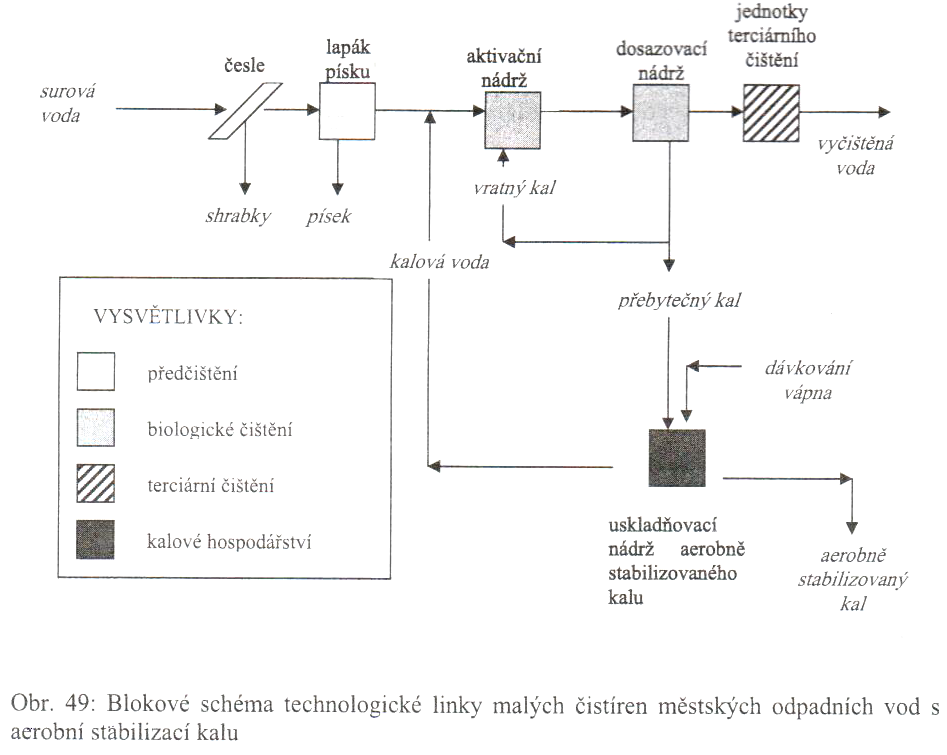 jednotky
terciárního
čištění
lapák
písku
dosazovací
nádrž
aktivační
nádrž
česle
surová
voda
vyčištěná
voda
vratný kal
shrabky
písek
kalová voda
přebytečný kal
VYSVĚTLIVKY:
předčištění
biologické čištění
terciární čištění
kalové hospodářství
dávkování
vápna
uskladňovací
nádrž aerobně
stabilizovaného
kalu
aerobně
stabilizovaný
kal
Obr. 49: Blokové schéma technologické linky malých čistíren městských odpadních vod s
aerobní stabilizací kalu